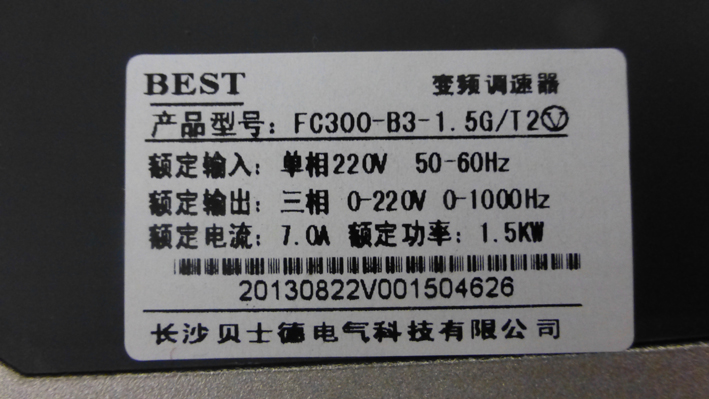 BEST 变频调速器
产品型号：FC300-B3-1.5G/T2Ⓥ
额定输入：单相220V 50-60Hz
额定输出：三相 0-220V 0-1000Hz
额定电流：7.0A 额定功率：1.5KW
20130822V001504626
长沙贝士德电气科技有限公司